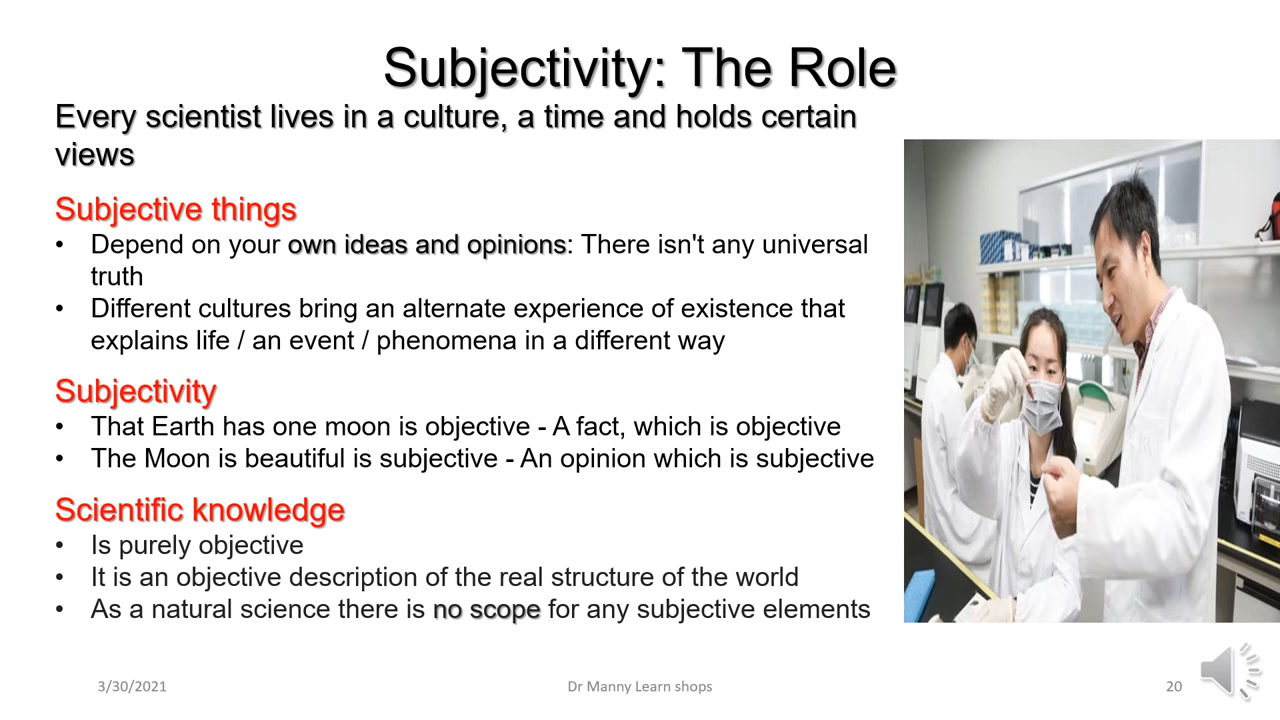 Subjectivity: The Role
Every scientist lives in a culture, a time and holds certain
views
Subjective things
• Depend on your own ideas and opinions: There isn't any universal
truth
• Different cultures bring an alternate experience of existence that
explains life / an event / phenomena in a different way
Subjectivity
• That Earth has one moon is objective - A fact, which is objective
• The Moon is beautiful is subjective - An opinion which is subjective
Scientific knowledge
• Is purely objective
• It is an objective description of the real structure of the world
• As a natural science there is no scope for any subjective elements
3/30/2021
Dr Manny Learn shops
20